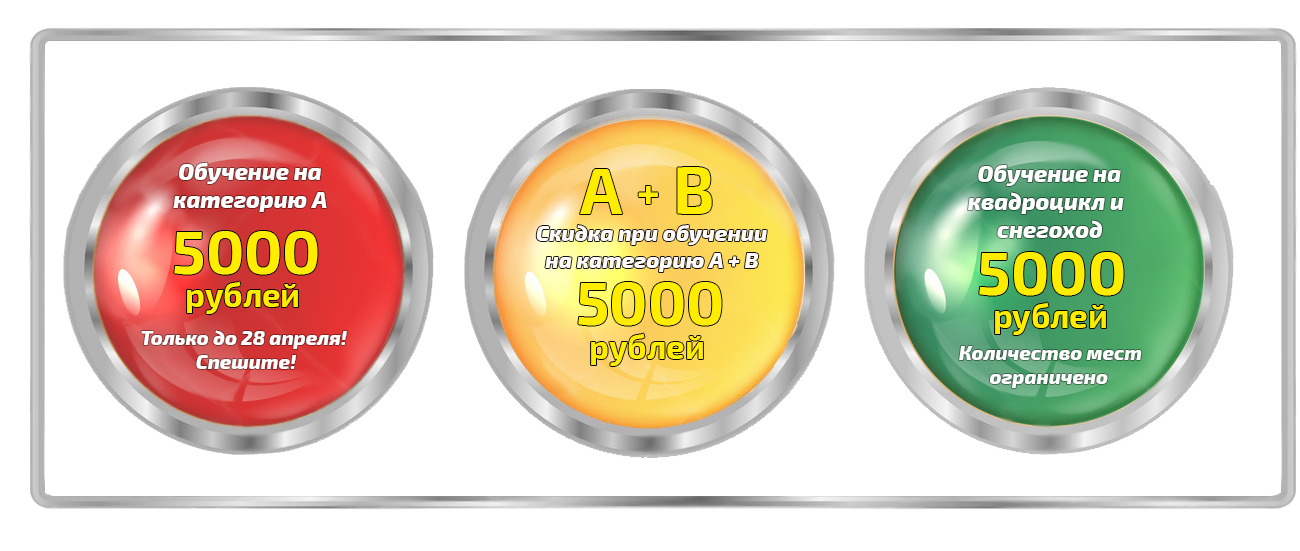 Обучение на
категорию А
5000
рублей
Только до 28 апреля!
Спешите!
А + В
Скидка при обучении
на категорию А + В
5000
рублей
Обучение на
квадроцикл и
снегоход
5000
рублей
Количество мест
ограничено